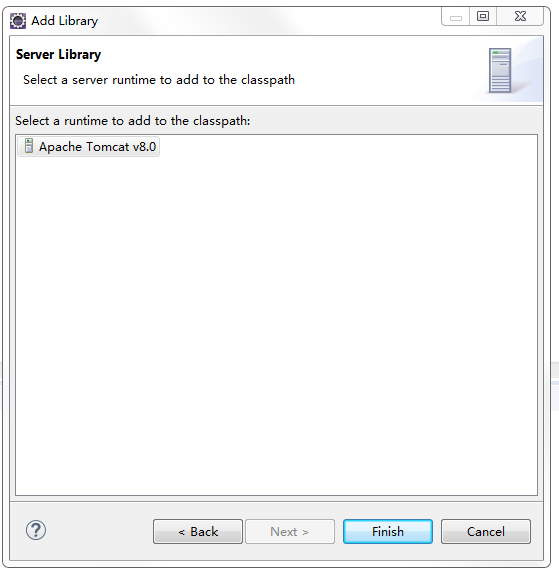 Add Library
Server Library
Select a server runtime to add to the classpath
Select a runtime to add to the classpath:
Apache Tomcat v8.0
?
< Back
Next >
Finish
Cancel